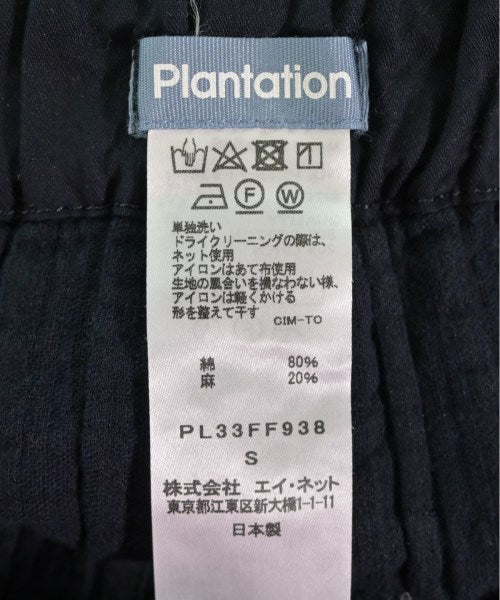 Plantation
F W
単独洗い
ドライクリーニングの際は、
ネット使用
アイロンはあて布使用
生地の風合いを損なわない様、
アイロンは軽くかける
形を整えて干す CIM-TO
綿 80%
麻 20%
PL33FF938
S
株式会社 エイ・ネット
東京都江東区新大橋1-1-11
日本製